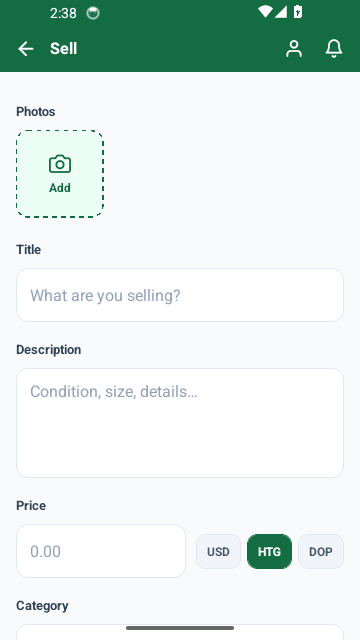 2:38
Sell
Photos
Add
Title
What are you selling?
Description
Condition, size, details…
Price
0.00
USD
HTG
DOP
Category